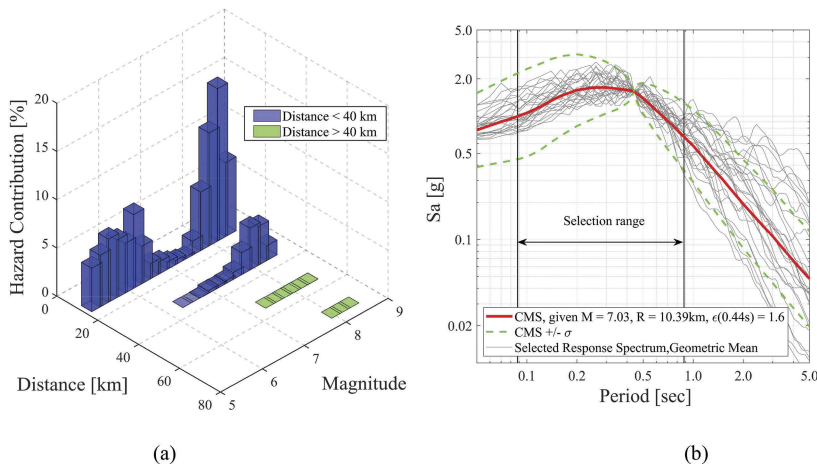 20
15
10
5
0
Hazard Contribution [%]
Distance < 40 km
Distance > 40 km
0
20
40
60
80
Distance [km]
5
6
7
8
9
Magnitude
(a)
5.0
2.0
1.0
0.5
0.1
0.02
Sa [g]
Selection range
CMS, given M = 7.03, R = 10.39km, ϵ(0.44s) = 1.6
CMS +/- σ
Selected Response Spectrum,Geometric Mean
0.1
0.2
0.5
1.0
2.0
5.0
Period [sec]
(b)